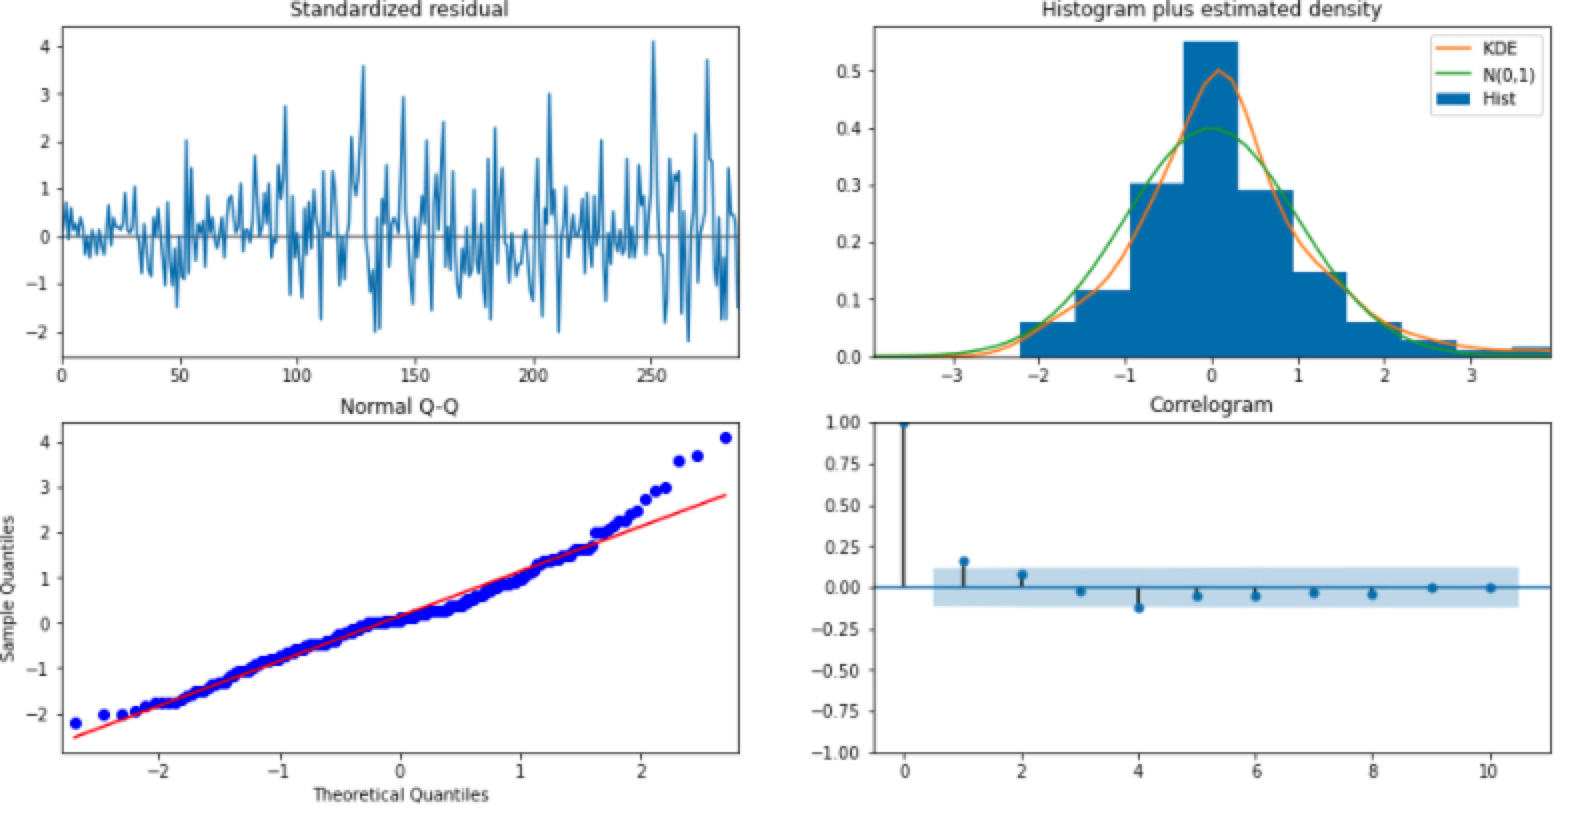 Standardized residual
4
3
2
1
0
−1
−2
0 50 100 150 200 250
Histogram plus estimated density
KDE
N(0,1)
Hist
0.5
0.4
0.3
0.2
0.1
0.0
−3 −2 −1 0 1 2 3
Normal Q-Q
Sample Quantiles
4
3
2
1
0
−1
−2
−2 −1 0 1 2
Theoretical Quantiles
Correlogram
1.00
0.75
0.50
0.25
0.00
−0.25
−0.50
−0.75
−1.00
0 2 4 6 8 10